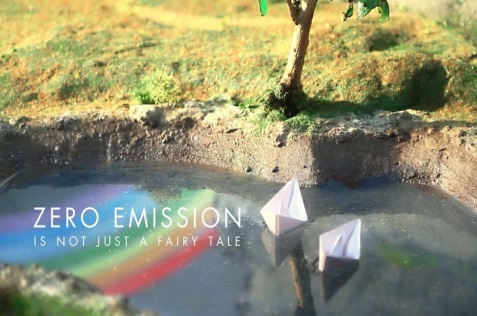 ZERO EMISSION
IS NOT JUST A FAIRY TALE